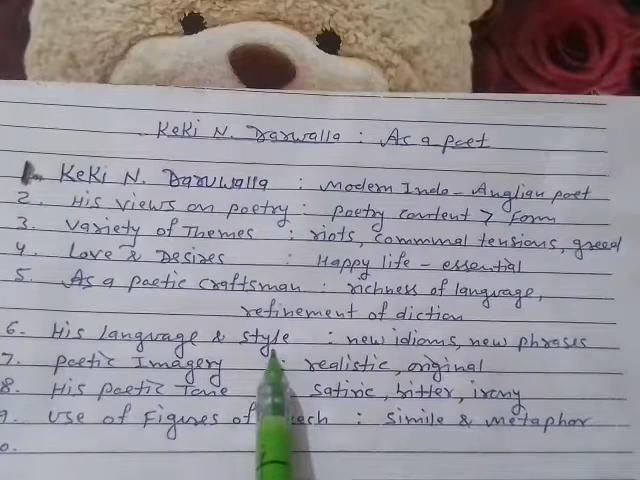 Keki N. Daruwalla : As a poet
1. Keki N. Daruwalla : Modern Indo-Anglian poet
2. His views on poetry : poetry content > Form
3. Variety of Themes : riots, communal tensions, greed
4. Love & Desires : Happy life - essential
5. As a poetic craftsman : richness of language,
refinement of diction
6. His language & style : new idioms, new phrases
7. Poetic Imagery : realistic, original
8. His Poetic Tone satiric, bitter, irony
9. Use of Figures of : Simile & metaphor
0.